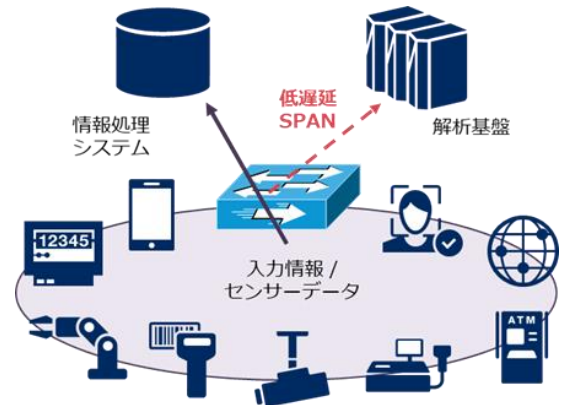 低遅延
SPAN
情報処理
システム
解析基盤
12345
入力情報 /
センサーデータ
ATM